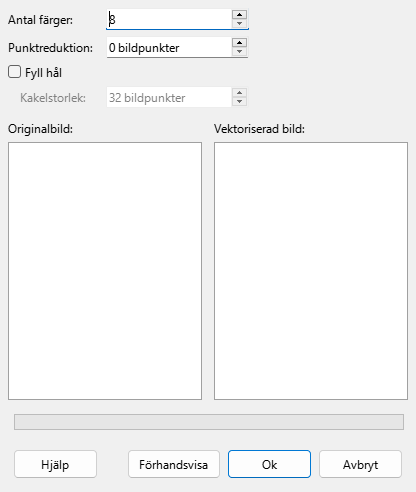 Antal färger: 8
Punktreduktion: 0 bildpunkter
Fyll hål
Kakelstorlek: 32 bildpunkter
Originalbild: Vektoriserad bild:
Hjälp Förhandsvisa Ok Avbryt